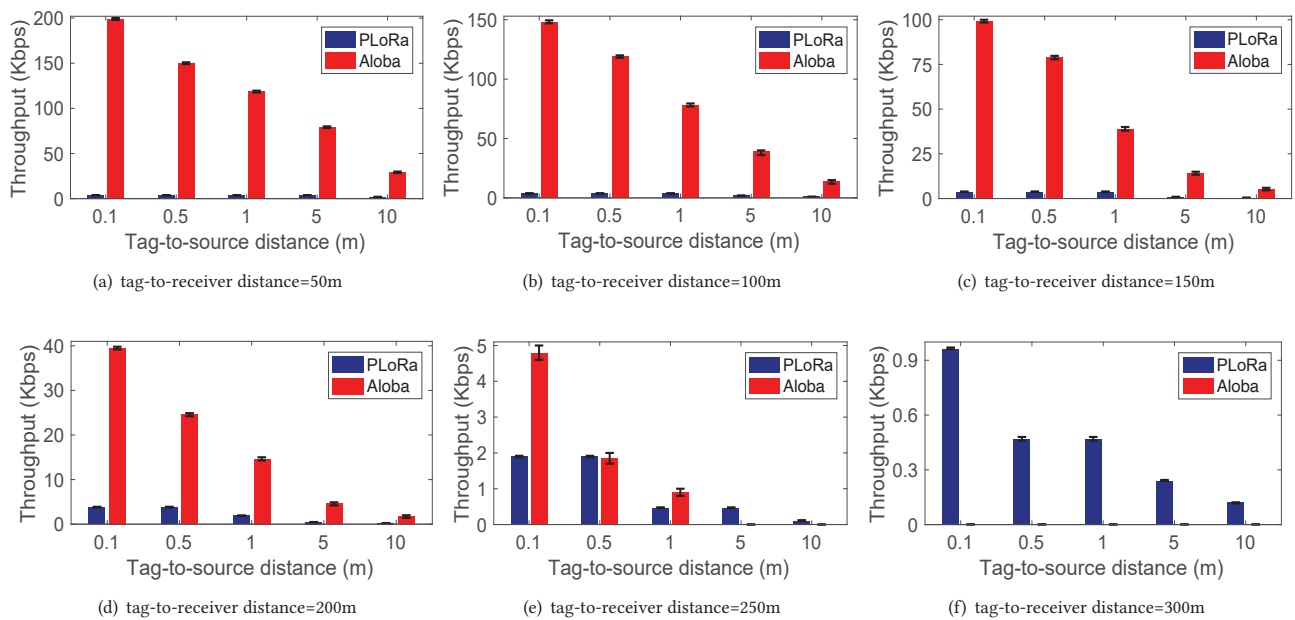 200
150
100
50
0
Throughput (Kbps)
PLoRa
Aloba
0.1 0.5 1 5 10
Tag-to-source distance (m)
(a) tag-to-receiver distance=50m
150
100
50
0
Throughput (Kbps)
PLoRa
Aloba
0.1 0.5 1 5 10
Tag-to-source distance (m)
(b) tag-to-receiver distance=100m
100
75
50
25
0
Throughput (Kbps)
PLoRa
Aloba
0.1 0.5 1 5 10
Tag-to-source distance (m)
(c) tag-to-receiver distance=150m
40
30
20
10
0
Throughput (Kbps)
PLoRa
Aloba
0.1 0.5 1 5 10
Tag-to-source distance (m)
(d) tag-to-receiver distance=200m
5
4
3
2
1
0
Throughput (Kbps)
PLoRa
Aloba
0.1 0.5 1 5 10
Tag-to-source distance (m)
(e) tag-to-receiver distance=250m
0.9
0.6
0.3
0
Throughput (Kbps)
PLoRa
Aloba
0.1 0.5 1 5 10
Tag-to-source distance (m)
(f) tag-to-receiver distance=300m